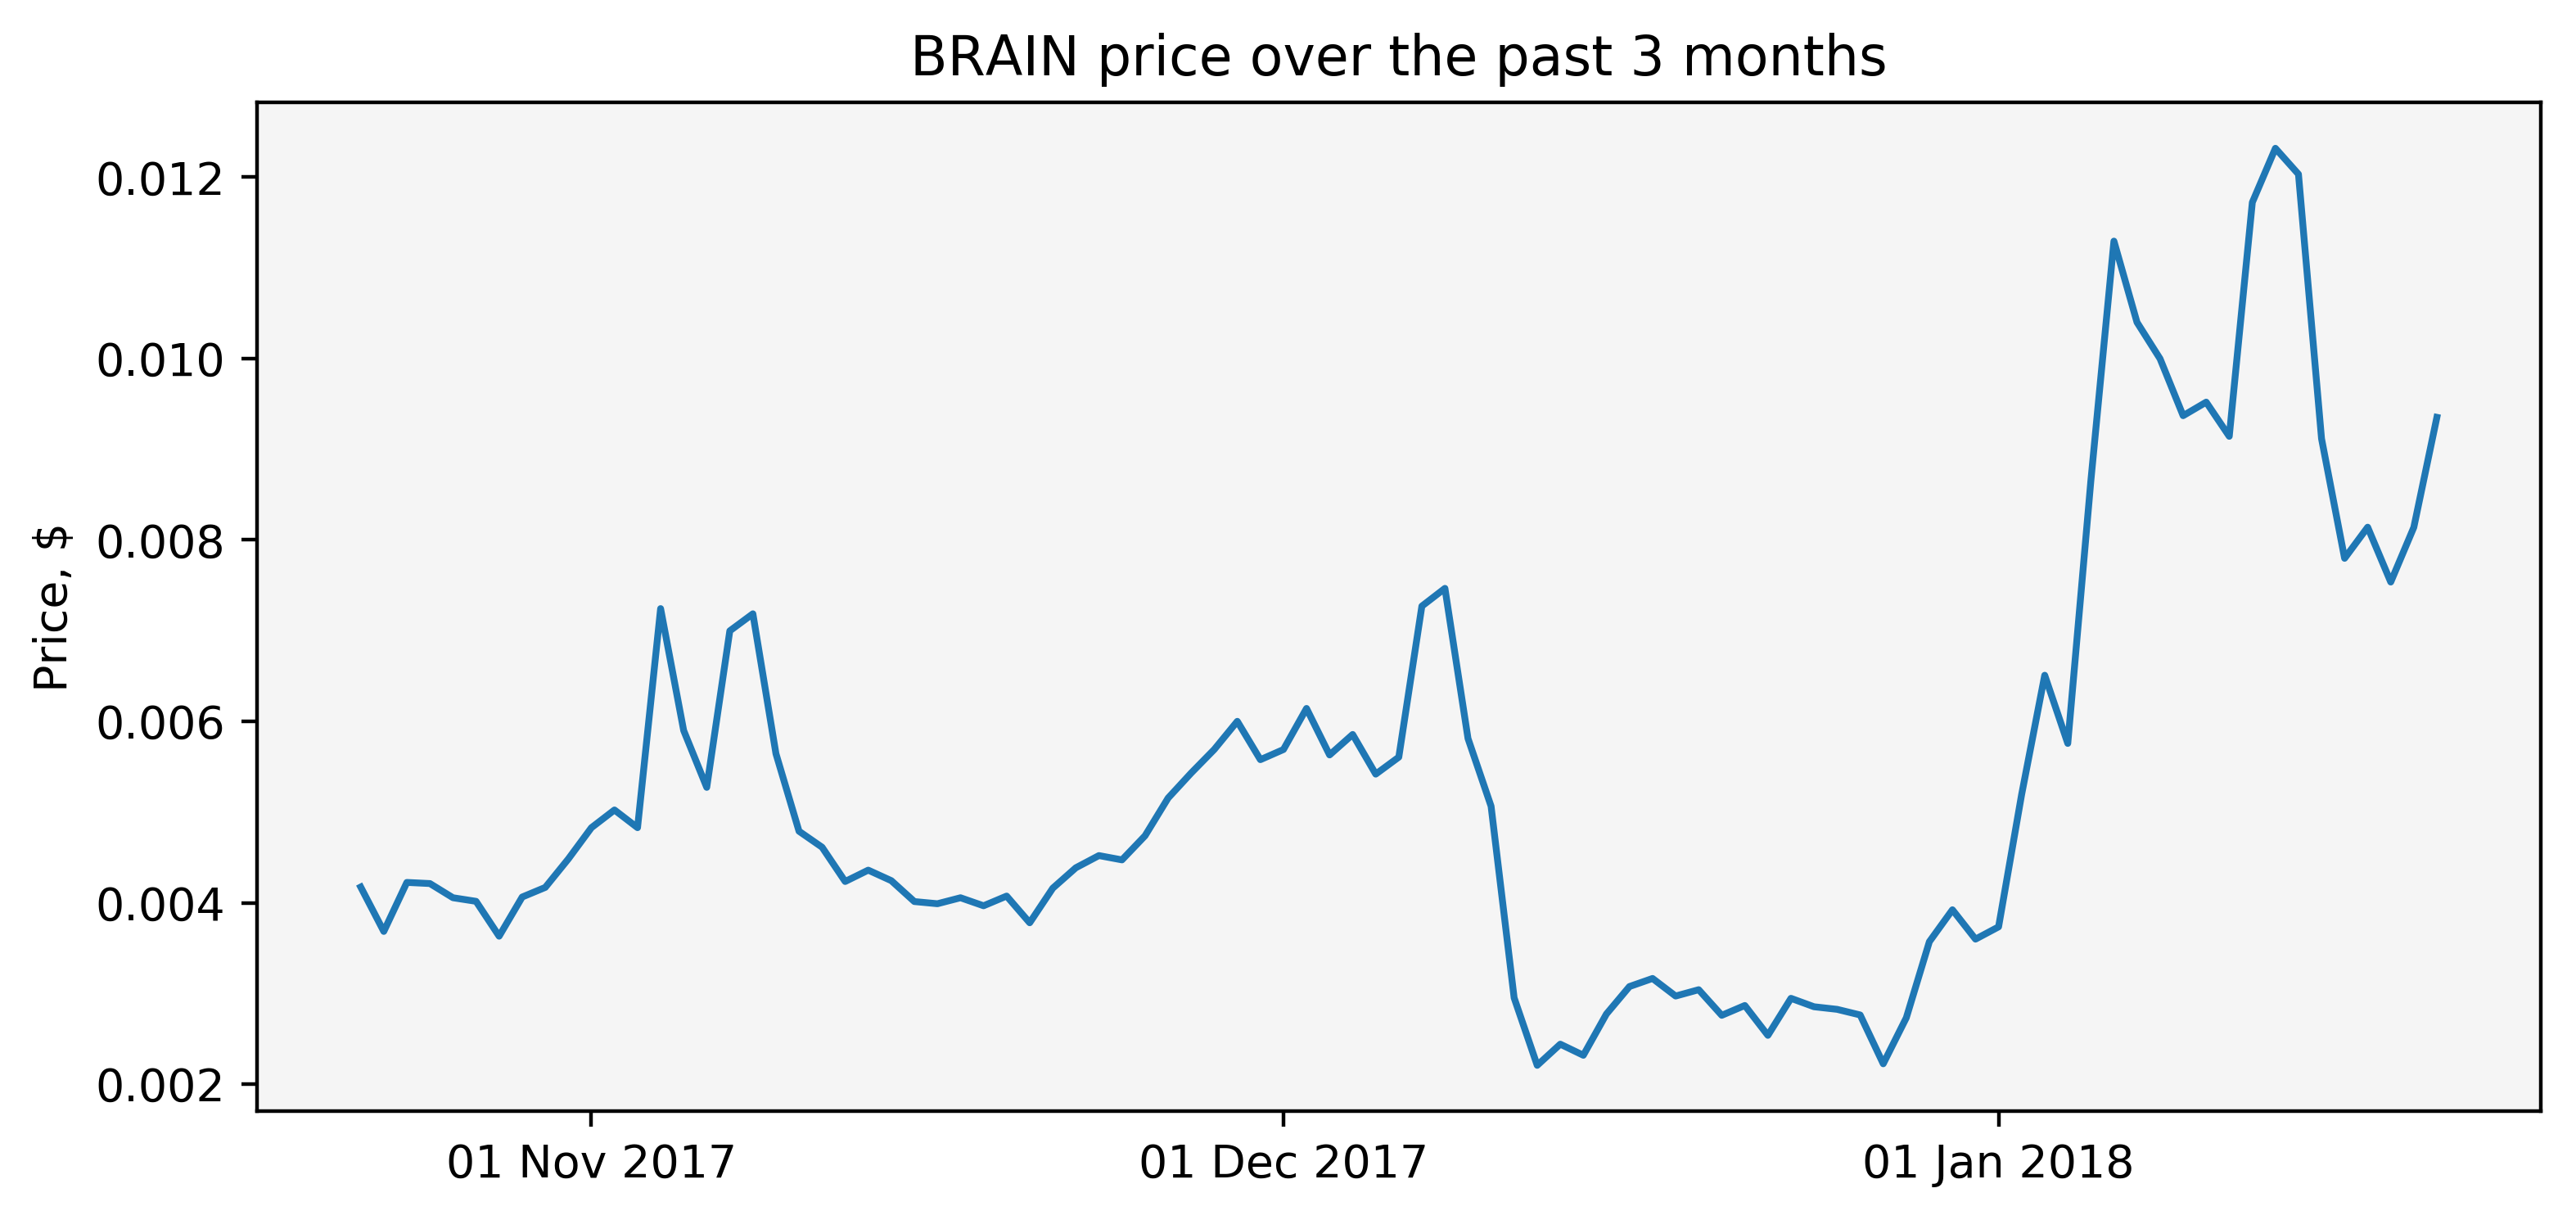 BRAIN price over the past 3 months
Price, $
0.012
0.010
0.008
0.006
0.004
0.002
01 Nov 2017
01 Dec 2017
01 Jan 2018